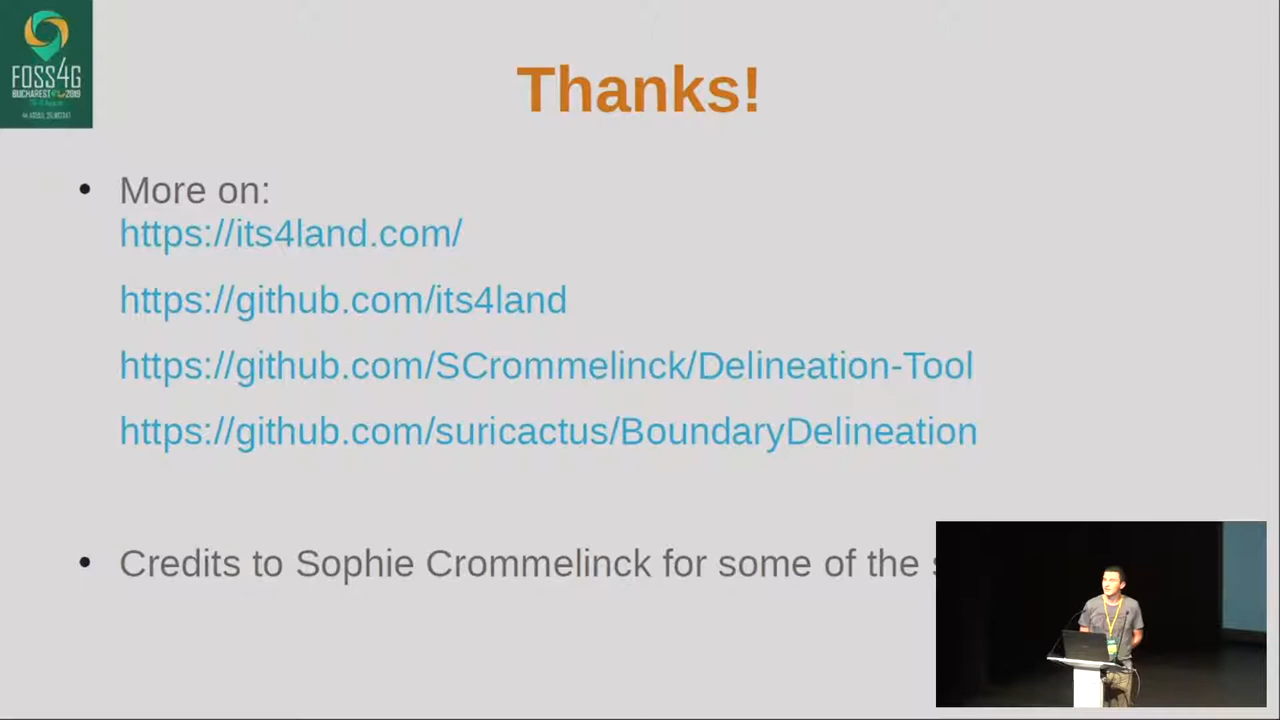 FOSS4G
BUCHAREST 2019
Thanks!
• More on:
https://its4land.com/
https://github.com/its4land
https://github.com/SCrommelinck/Delineation-Tool
https://github.com/suricactus/BoundaryDelineation
• Credits to Sophie Crommelinck for some of the